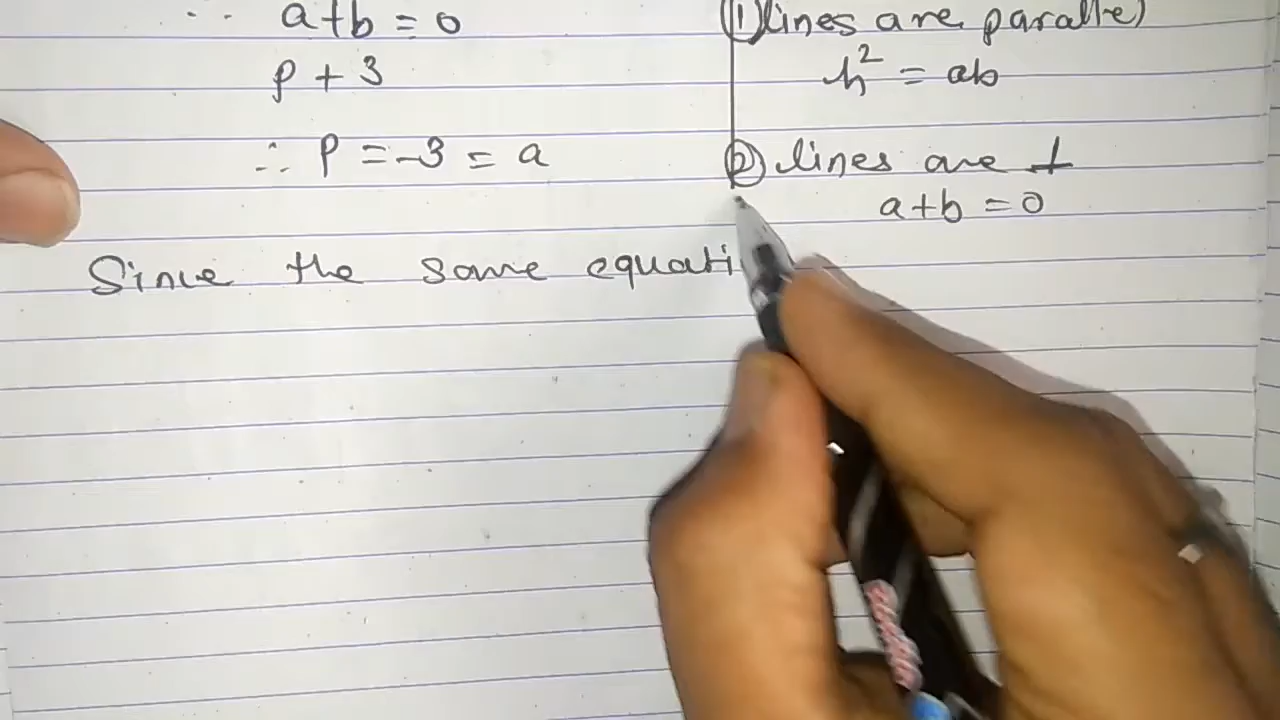 ∴ a+b = 0
p + 3
∴ p = -3 = a
Since the same equati
① lines are parallel
h² = ab
② lines are ⊥
a+b = 0